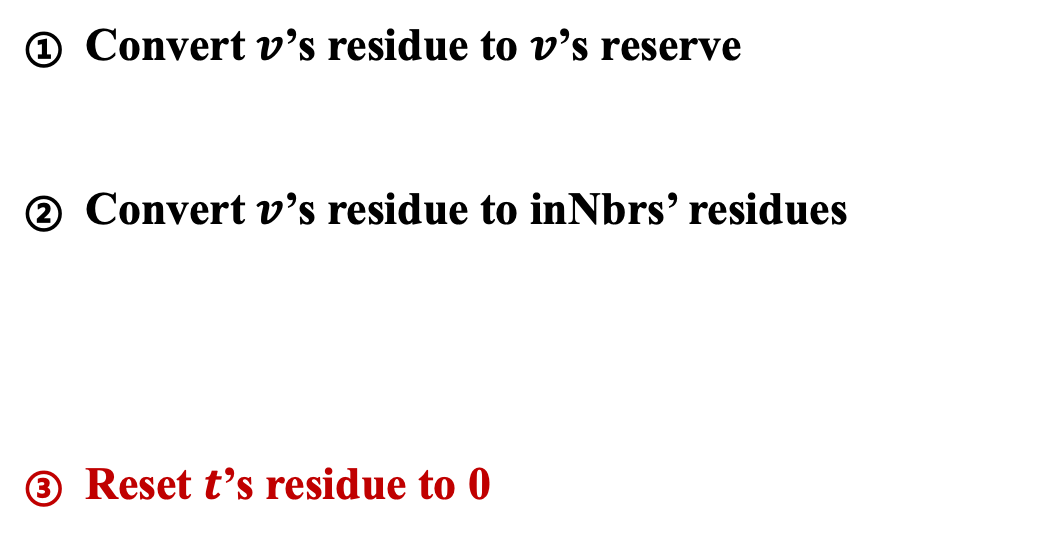 ① Convert 𝒗’s residue to 𝒗’s reserve
② Convert 𝒗’s residue to inNbrs’ residues
③ Reset 𝒕’s residue to 0